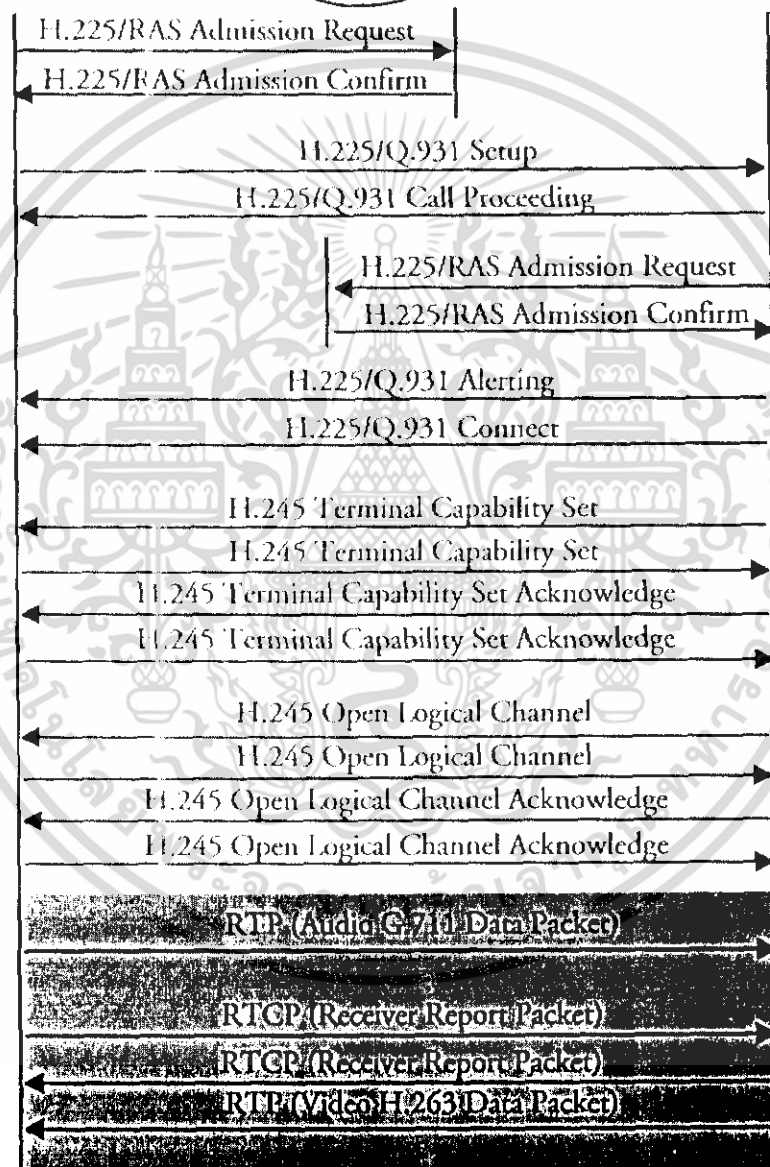 H.225/RAS Admission Request
H.225/RAS Admission Confirm
H.225/Q.931 Setup
H.225/Q.931 Call Proceeding
H.225/RAS Admission Request
H.225/RAS Admission Confirm
H.225/Q.931 Alerting
H.225/Q.931 Connect
H.245 Terminal Capability Set
H.245 Terminal Capability Set
H.245 Terminal Capability Set Acknowledge
H.245 Terminal Capability Set Acknowledge
H.245 Open Logical Channel
H.245 Open Logical Channel
H.245 Open Logical Channel Acknowledge
H.245 Open Logical Channel Acknowledge
RTP (Audio G.711 Data Packet)
RTCP (Receiver Report Packet)
RTCP (Receiver Report Packet)
RTP (Video H.263 Data Packet)